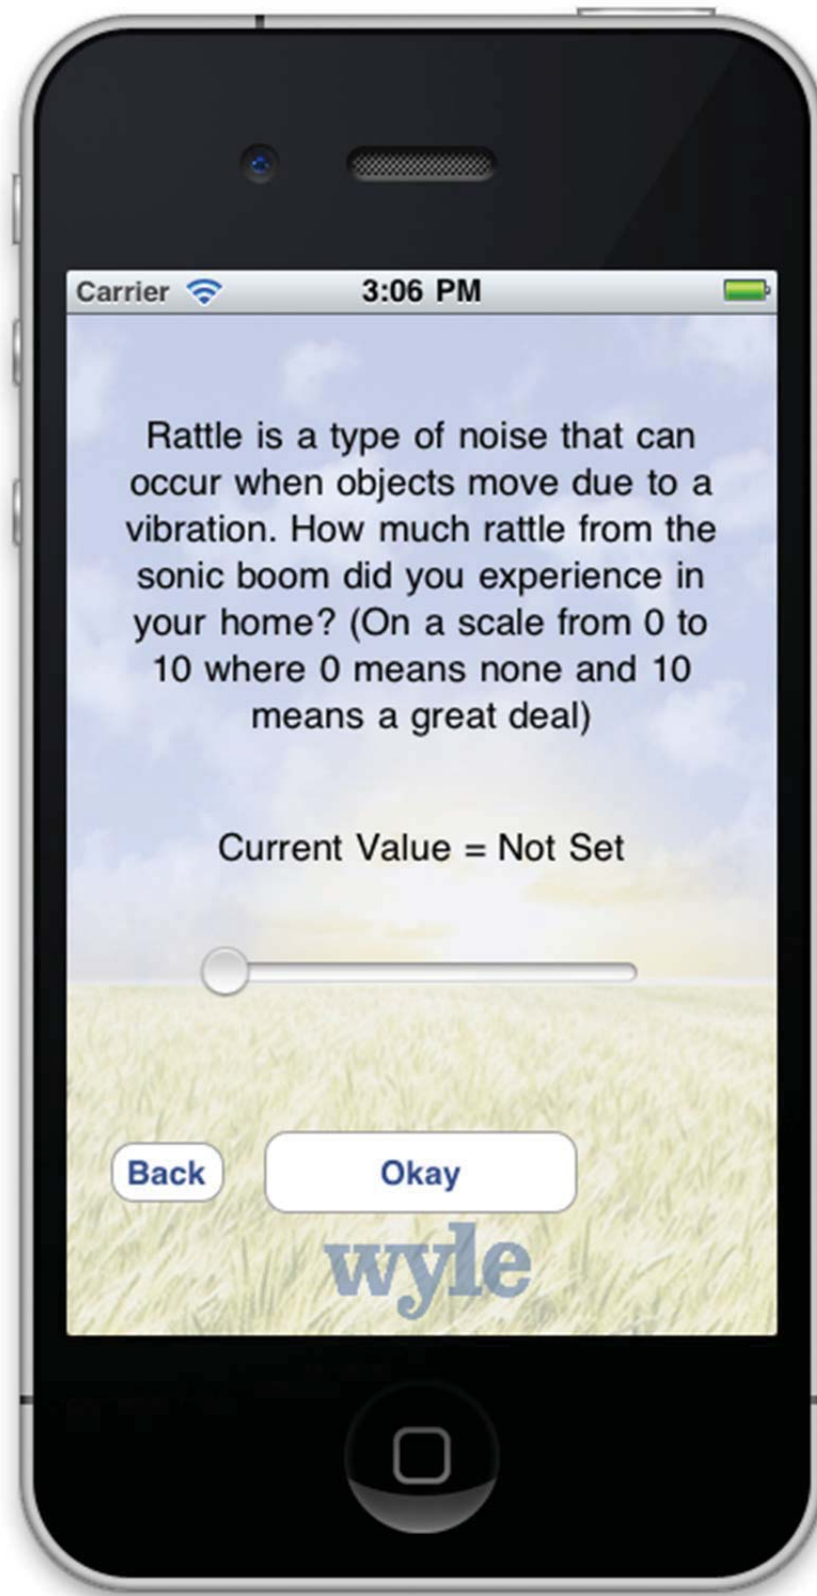 Carrier 3:06 PM
Rattle is a type of noise that can
occur when objects move due to a
vibration. How much rattle from the
sonic boom did you experience in
your home? (On a scale from 0 to
10 where 0 means none and 10
means a great deal)
Current Value = Not Set
Back Okay
wyle